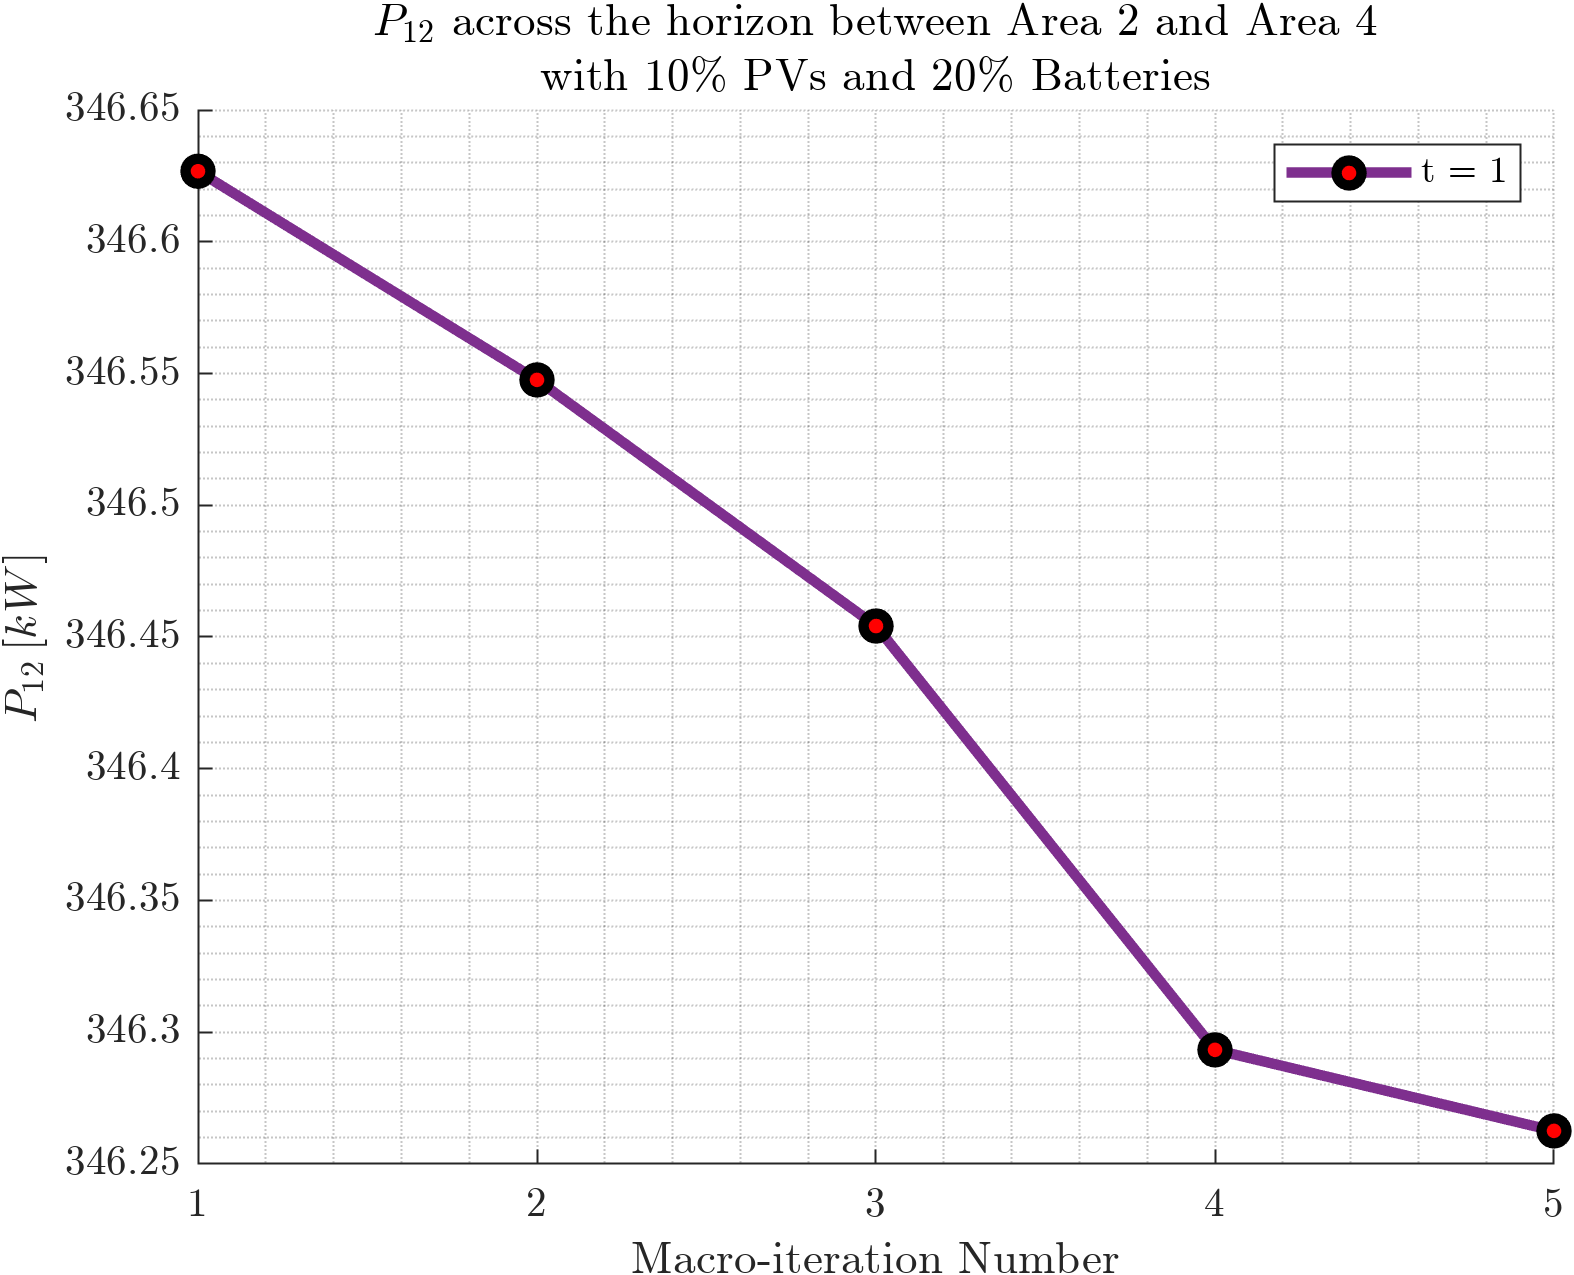 P₁₂ across the horizon between Area 2 and Area 4
with 10% PVs and 20% Batteries
t = 1
P₁₂ [kW]
346.65
346.6
346.55
346.5
346.45
346.4
346.35
346.3
346.25
1 2 3 4 5
Macro-iteration Number